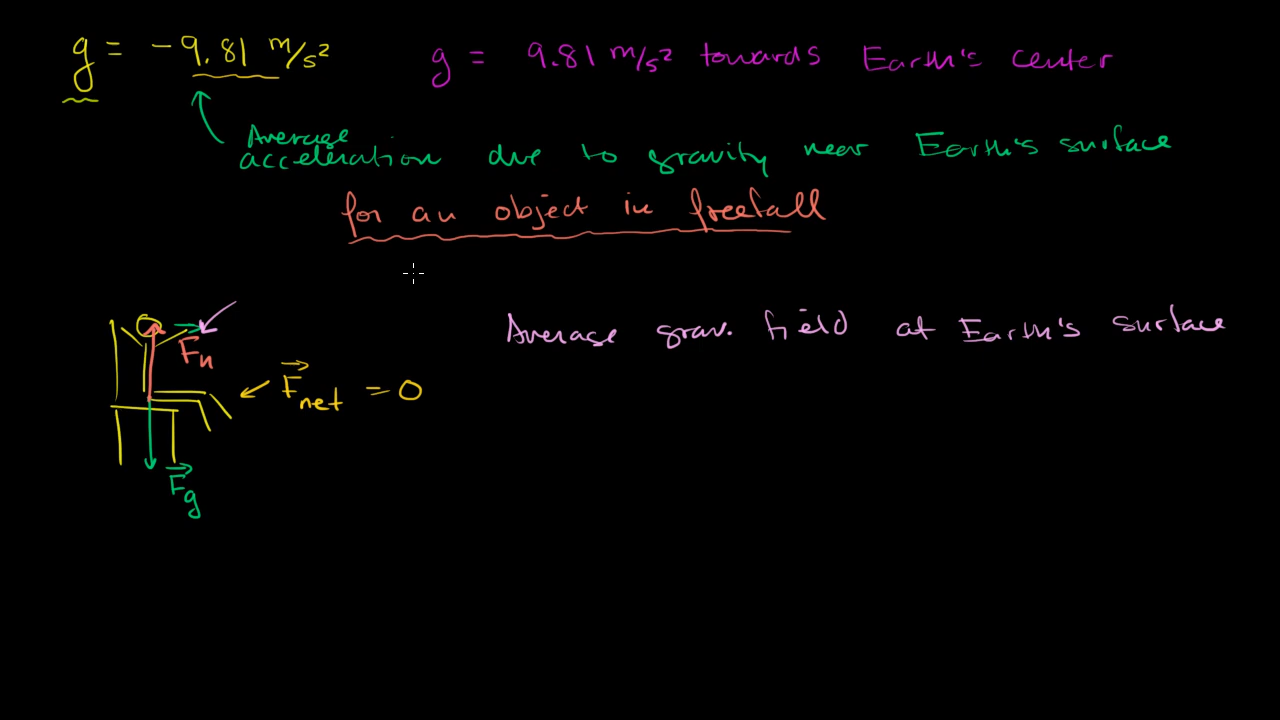 g = -9.81 m/s² g = 9.81 m/s² towards Earth's center
Average
acceleration due to gravity near Earth's surface
for an object in freefall
Average grav. field at Earth's surface
Fn
Fnet = 0
Fg